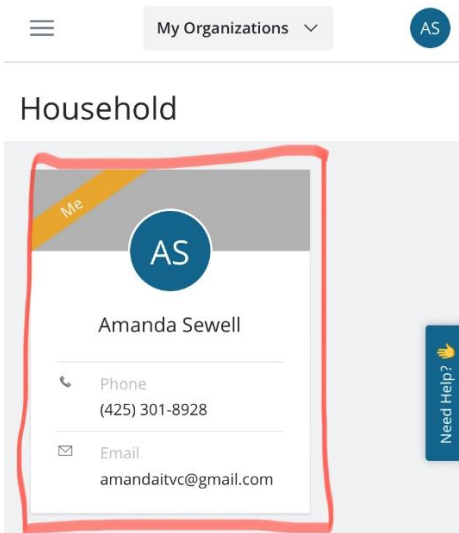 My Organizations
AS
Household
Me
AS
Amanda Sewell
Phone
(425) 301-8928
Email
amandaitvc@gmail.com
Need Help?